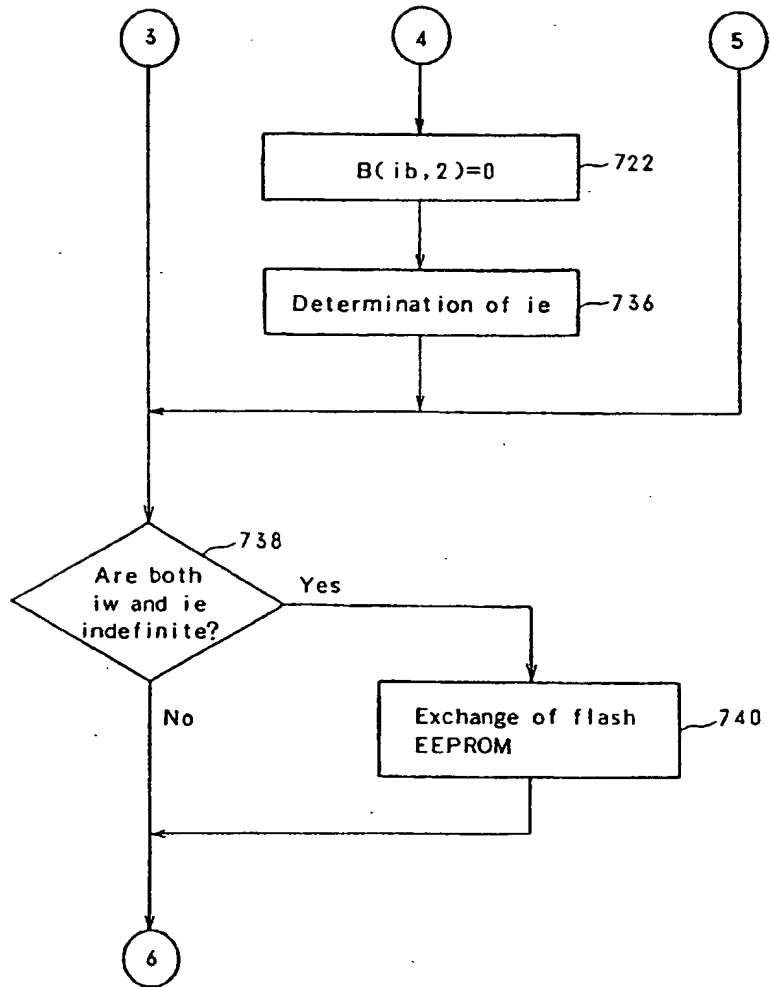 3
4
5
B(ib,2)=0
722
Determination of ie
736
738
Are both
iw and ie
indefinite?
Yes
No
Exchange of flash
EEPROM
740
6